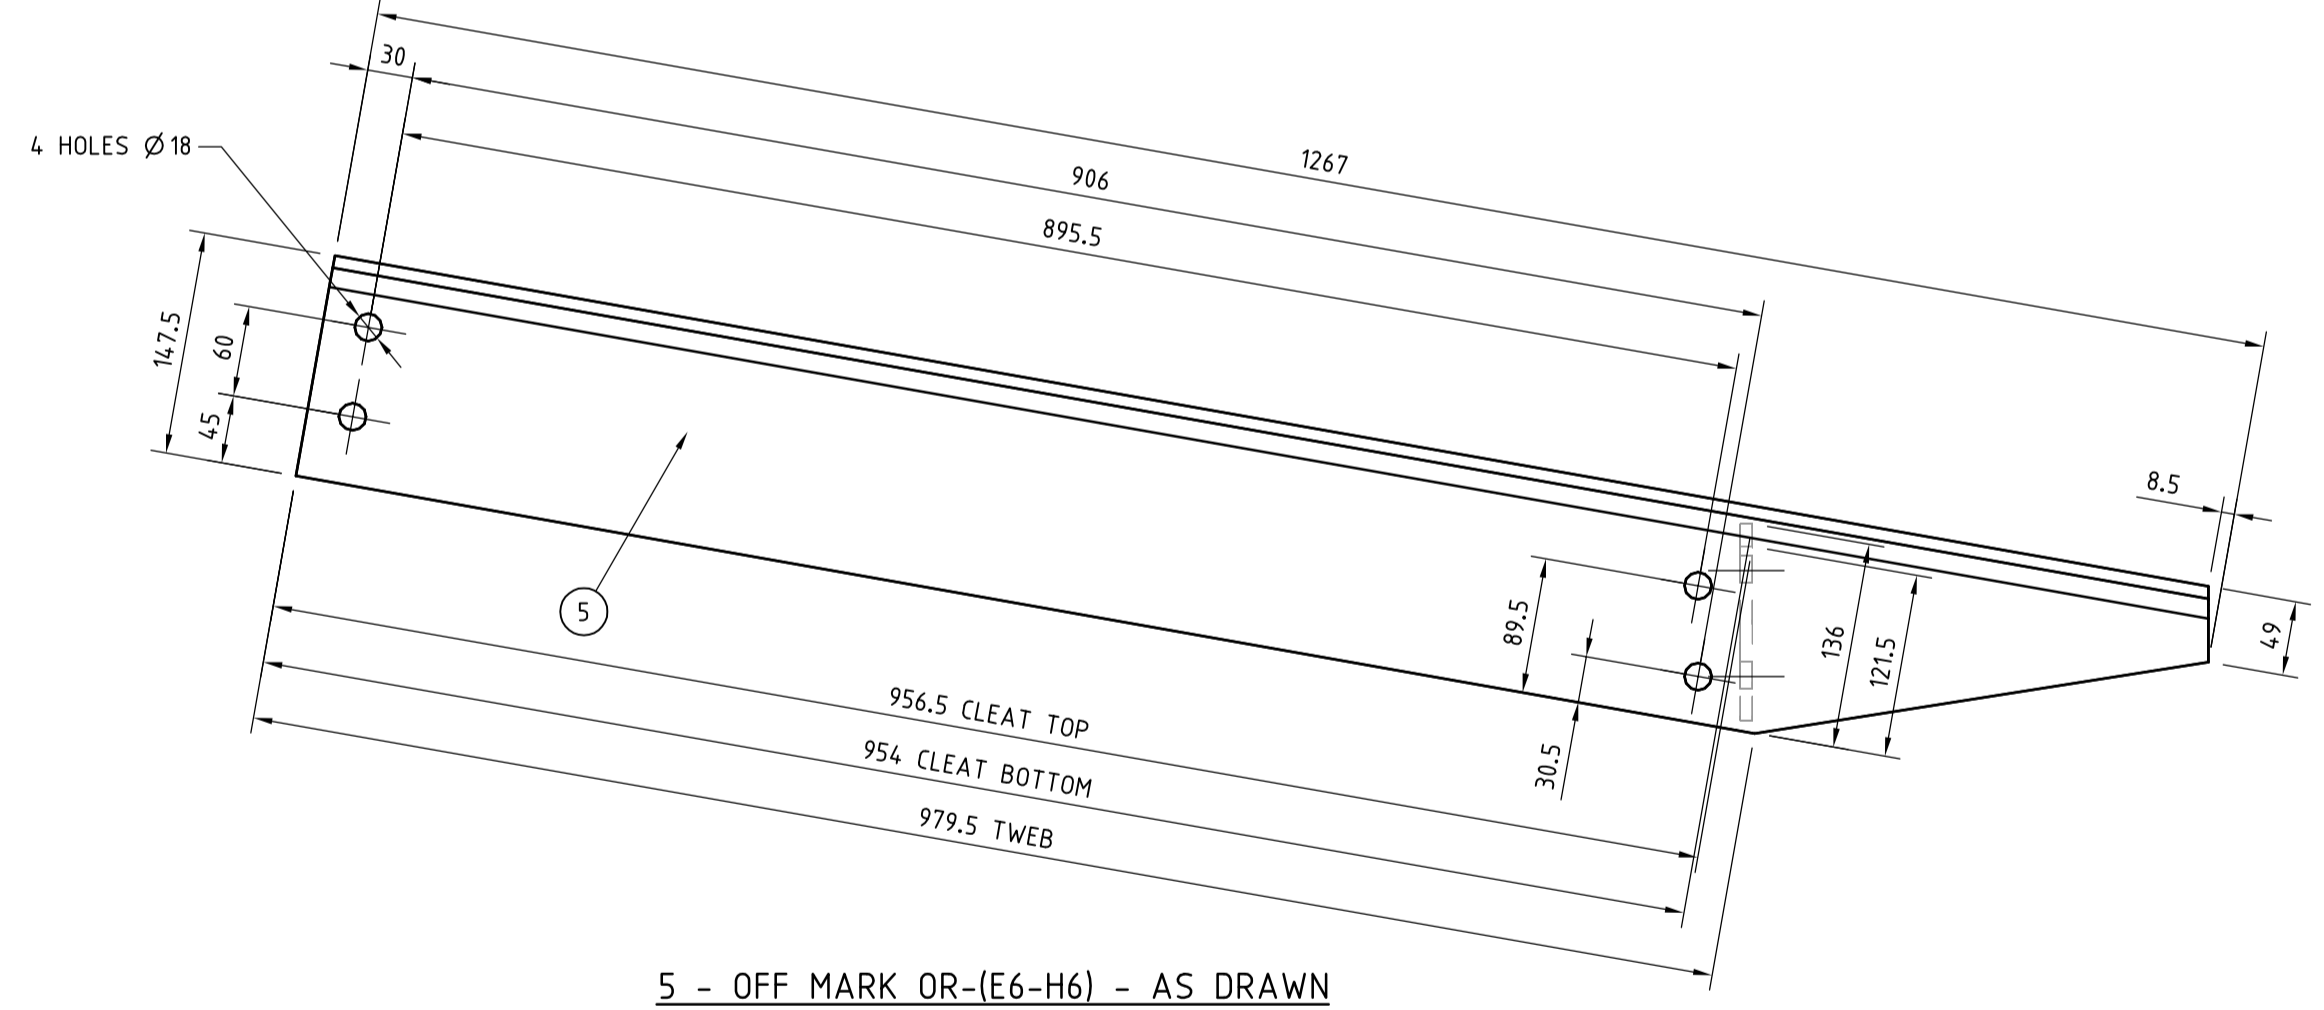 30
4 HOLES Ø18
1267
906
895.5
147.5
60
45
5
8.5
89.5
30.5
136
121.5
49
956.5 CLEAT TOP
954 CLEAT BOTTOM
979.5 TWEB
5 - OFF MARK OR-(E6-H6) - AS DRAWN